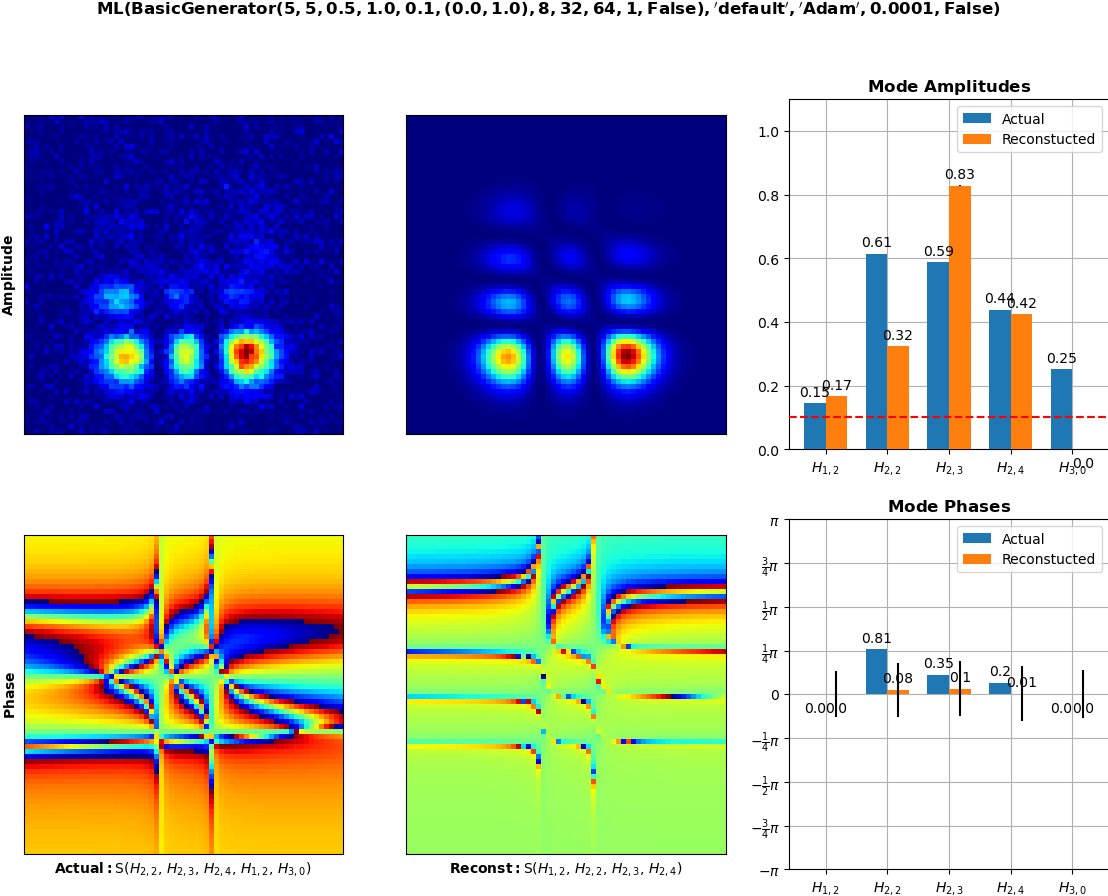 ML(BasicGenerator(5, 5, 0.5, 1.0, 0.1, (0.0, 1.0), 8, 32, 64, 1, False), 'default', 'Adam', 0.0001, False)
Amplitude
Mode Amplitudes
Actual
Reconstucted
1.0
0.8
0.6
0.4
0.2
0.0
0.15
0.17
0.61
0.32
0.59
0.83
0.44
0.42
0.25
0.0
H1,2
H2,2
H2,3
H2,4
H3,0
Phase
Actual: S(H2,2, H2,3, H2,4, H1,2, H3,0)
Reconst: S(H1,2, H2,2, H2,3, H2,4)
Mode Phases
Actual
Reconstucted
π
3/4π
1/2π
1/4π
0
−1/4π
−1/2π
−3/4π
−π
0.81
0.08
0.35
0.1
0.2
0.01
H1,2
H2,2
H2,3
H2,4
H3,0